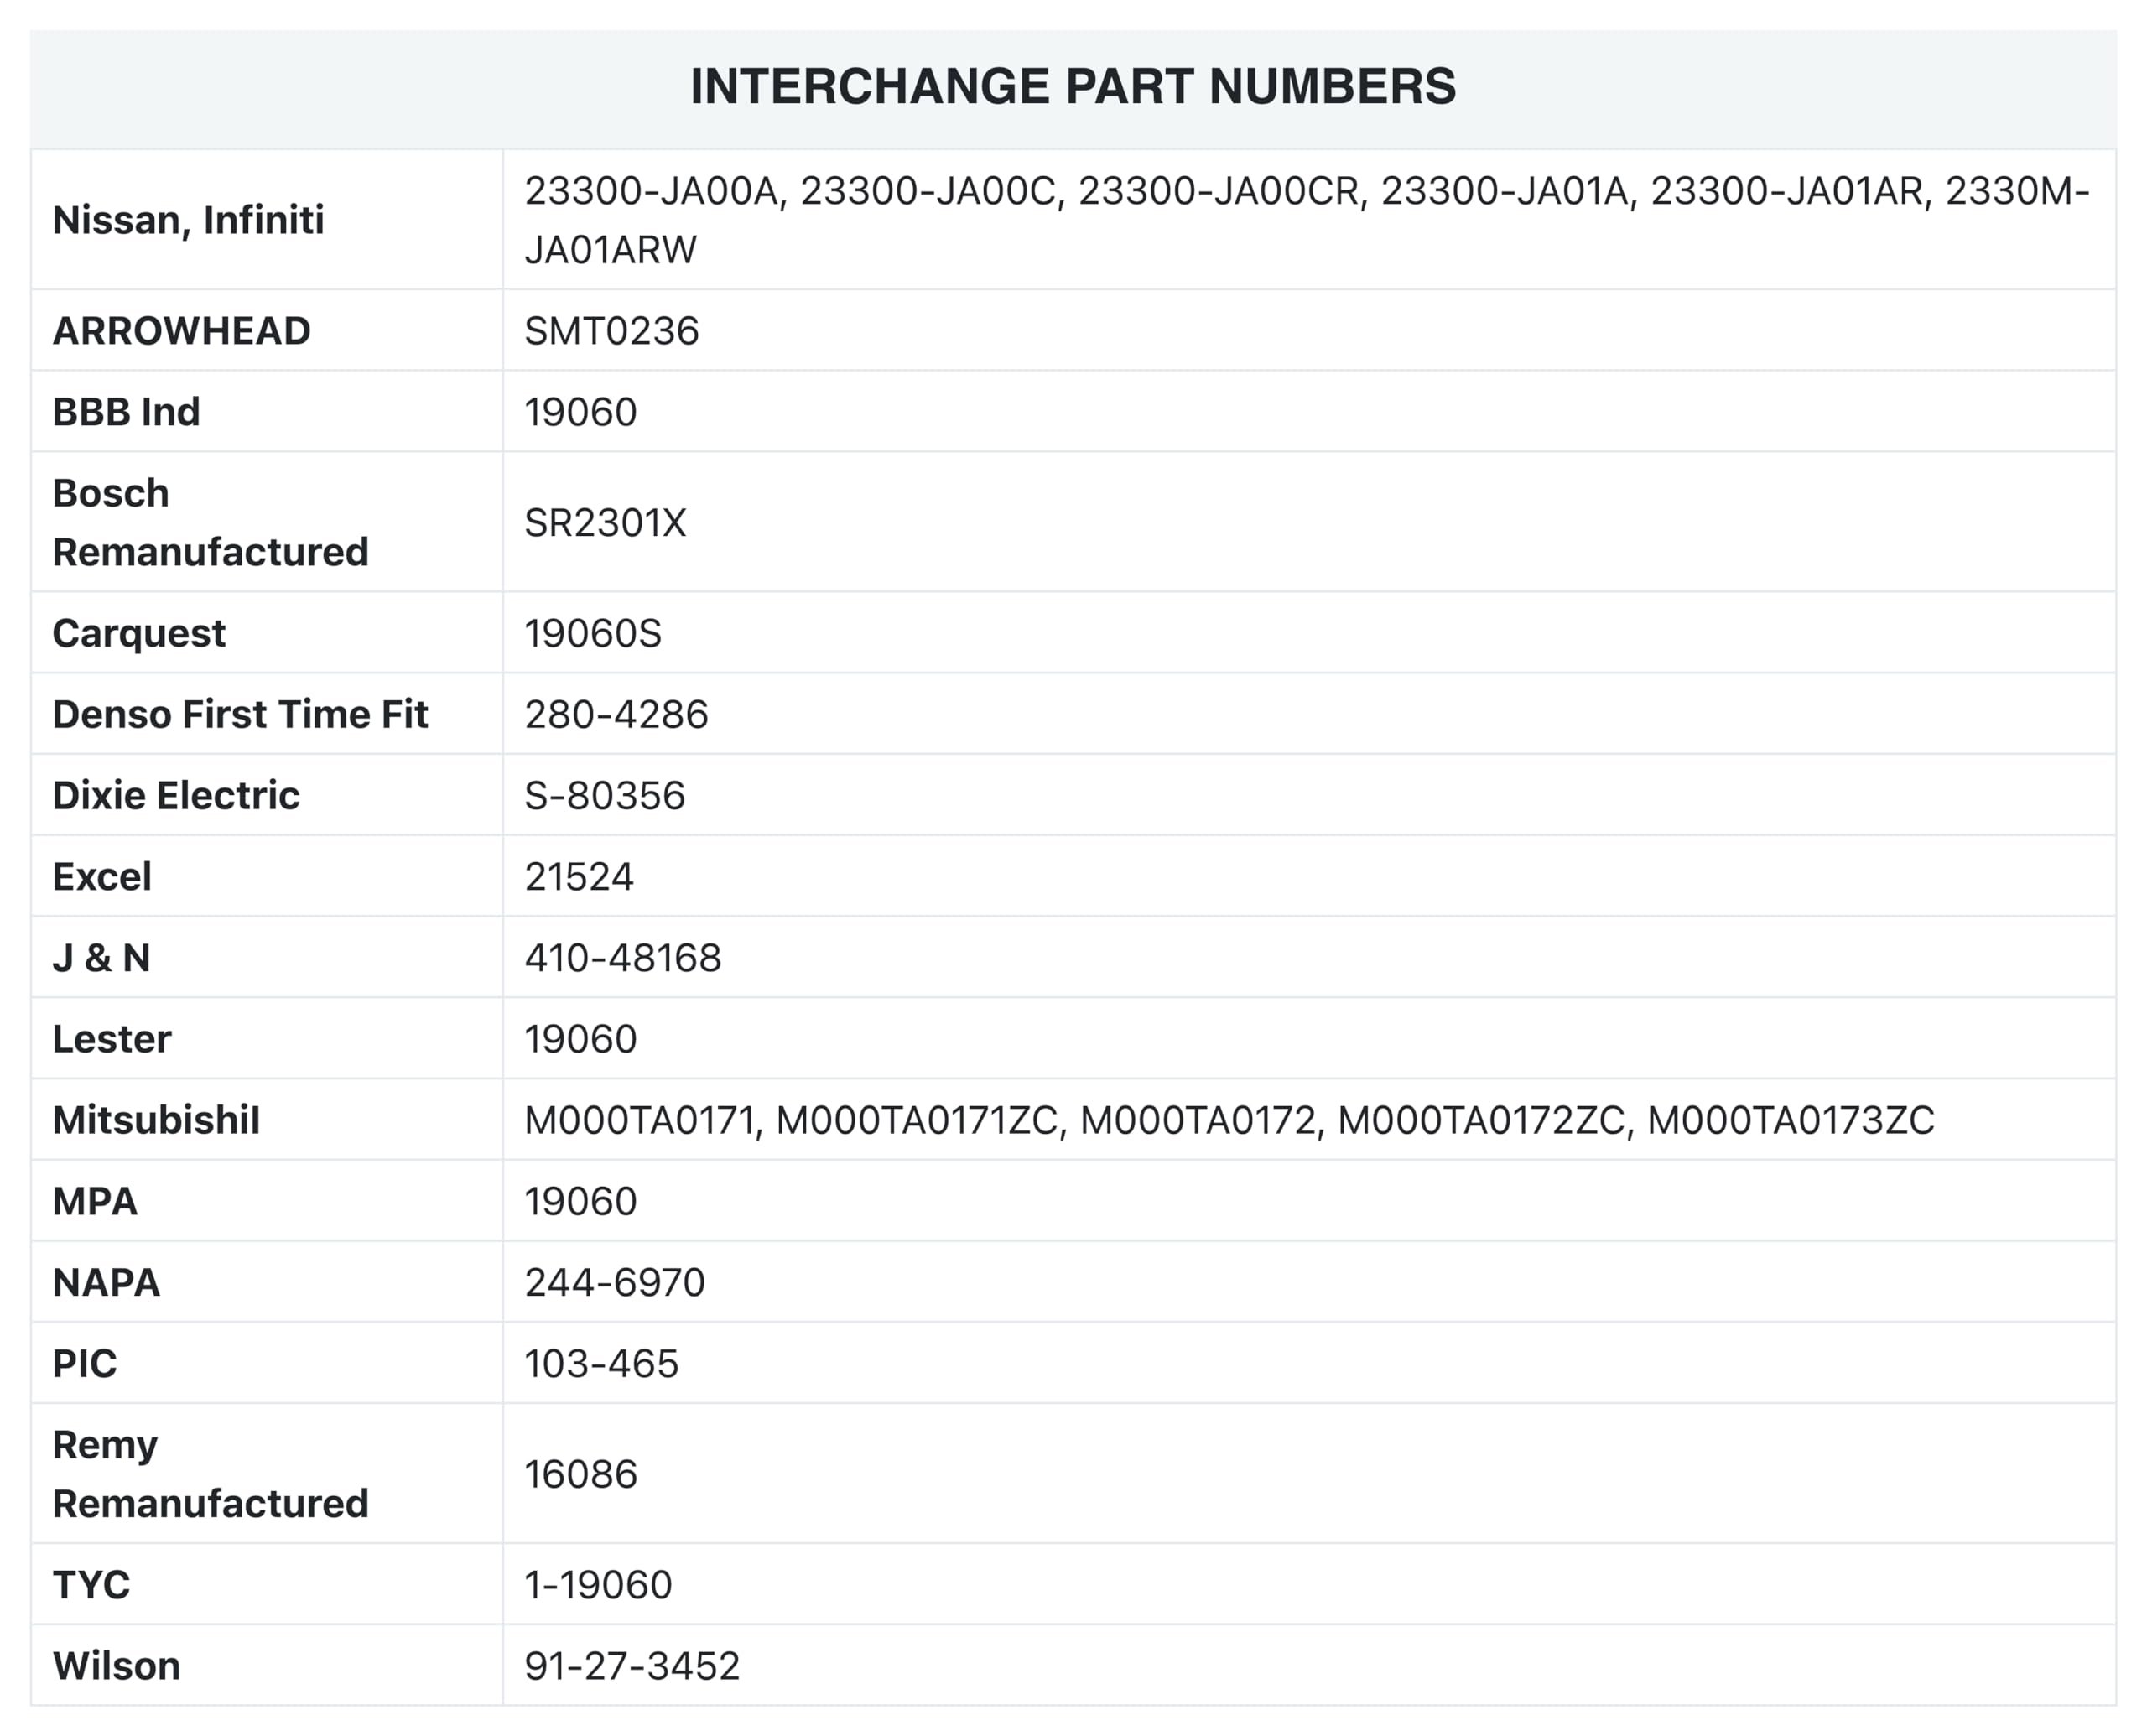 INTERCHANGE PART NUMBERS
Nissan, Infiniti
23300-JA00A, 23300-JA00C, 23300-JA00CR, 23300-JA01A, 23300-JA01AR, 2330M-
JA01ARW
ARROWHEAD
SMT0236
BBB Ind
19060
Bosch
Remanufactured
SR2301X
Carquest
19060S
Denso First Time Fit
280-4286
Dixie Electric
S-80356
Excel
21524
J & N
410-48168
Lester
19060
Mitsubishil
M000TA0171, M000TA0171ZC, M000TA0172, M000TA0172ZC, M000TA0173ZC
MPA
19060
NAPA
244-6970
PIC
103-465
Remy
Remanufactured
16086
TYC
1-19060
Wilson
91-27-3452